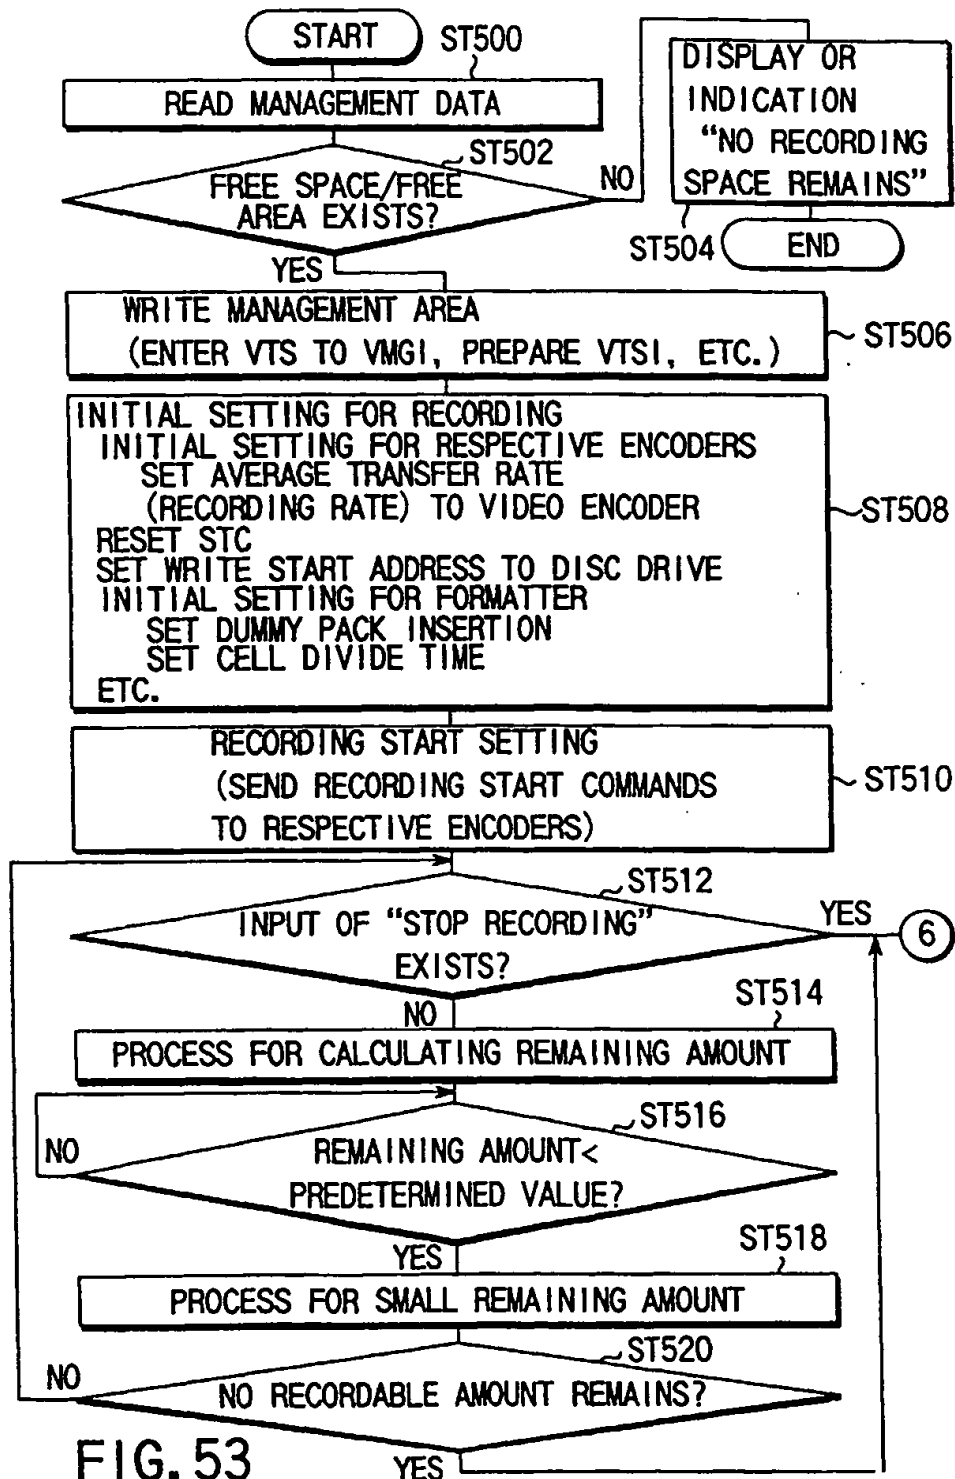 START
ST500
READ MANAGEMENT DATA
ST502
FREE SPACE/FREE
AREA EXISTS?
NO
DISPLAY OR
INDICATION
“NO RECORDING
SPACE REMAINS”
ST504
END
YES
WRITE MANAGEMENT AREA
(ENTER VTS TO VMGI, PREPARE VTSI, ETC.)
ST506
INITIAL SETTING FOR RECORDING
INITIAL SETTING FOR RESPECTIVE ENCODERS
SET AVERAGE TRANSFER RATE
(RECORDING RATE) TO VIDEO ENCODER
RESET STC
SET WRITE START ADDRESS TO DISC DRIVE
INITIAL SETTING FOR FORMATTER
SET DUMMY PACK INSERTION
SET CELL DIVIDE TIME
ETC.
ST508
RECORDING START SETTING
(SEND RECORDING START COMMANDS
TO RESPECTIVE ENCODERS)
ST510
ST512
INPUT OF “STOP RECORDING”
EXISTS?
YES
6
NO
ST514
PROCESS FOR CALCULATING REMAINING AMOUNT
ST516
NO
REMAINING AMOUNT<
PREDETERMINED VALUE?
YES
ST518
PROCESS FOR SMALL REMAINING AMOUNT
ST520
NO
NO RECORDABLE AMOUNT REMAINS?
YES
FIG. 53